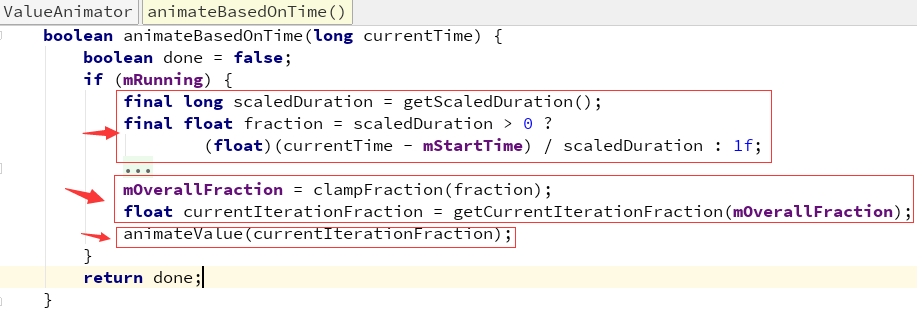 ValueAnimator animateBasedOnTime()
boolean animateBasedOnTime(long currentTime) {
boolean done = false;
if (mRunning) {
final long scaledDuration = getScaledDuration();
final float fraction = scaledDuration > 0 ?
(float)(currentTime - mStartTime) / scaledDuration : 1f;
...
mOverallFraction = clampFraction(fraction);
float currentIterationFraction = getCurrentIterationFraction(mOverallFraction);
animateValue(currentIterationFraction);
}
return done;
}